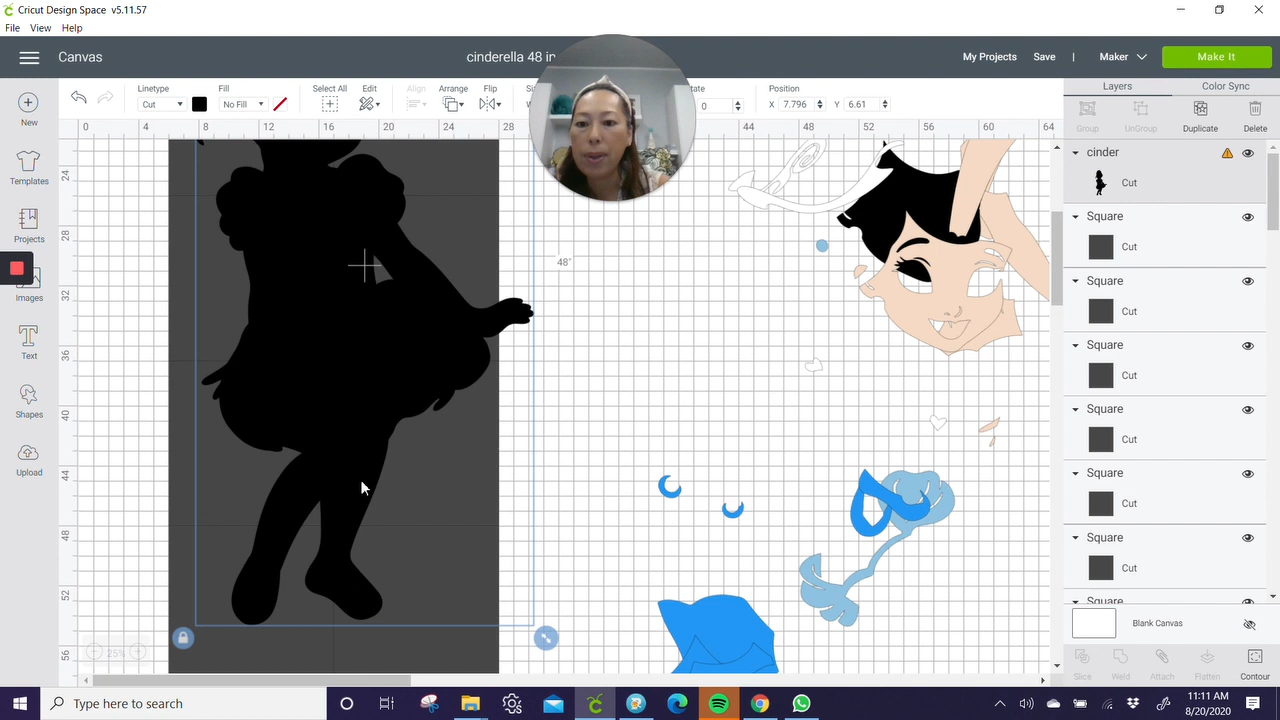 Cricut Design Space v5.11.57
File View Help
Canvas
cinderella 48 in
My Projects Save | Maker Make It
Linetype Fill Select All Edit Align Arrange Flip
Cut No Fill
0
Position
X 7.796 Y 6.61
Layers Color Sync
Group UnGroup Duplicate Delete
0 4 8 12 16 20 24 28 44 48 52 56 60 64
24
28
32
36
40
44
48
52
56
48"
New
Templates
Projects
Images
Text
Shapes
Upload
25%
cinder
Cut
Square
Cut
Square
Cut
Square
Cut
Square
Cut
Square
Cut
Square
Cut
Square
Blank Canvas
Slice Weld Attach Flatten Contour
Type here to search
11:11 AM
8/20/2020